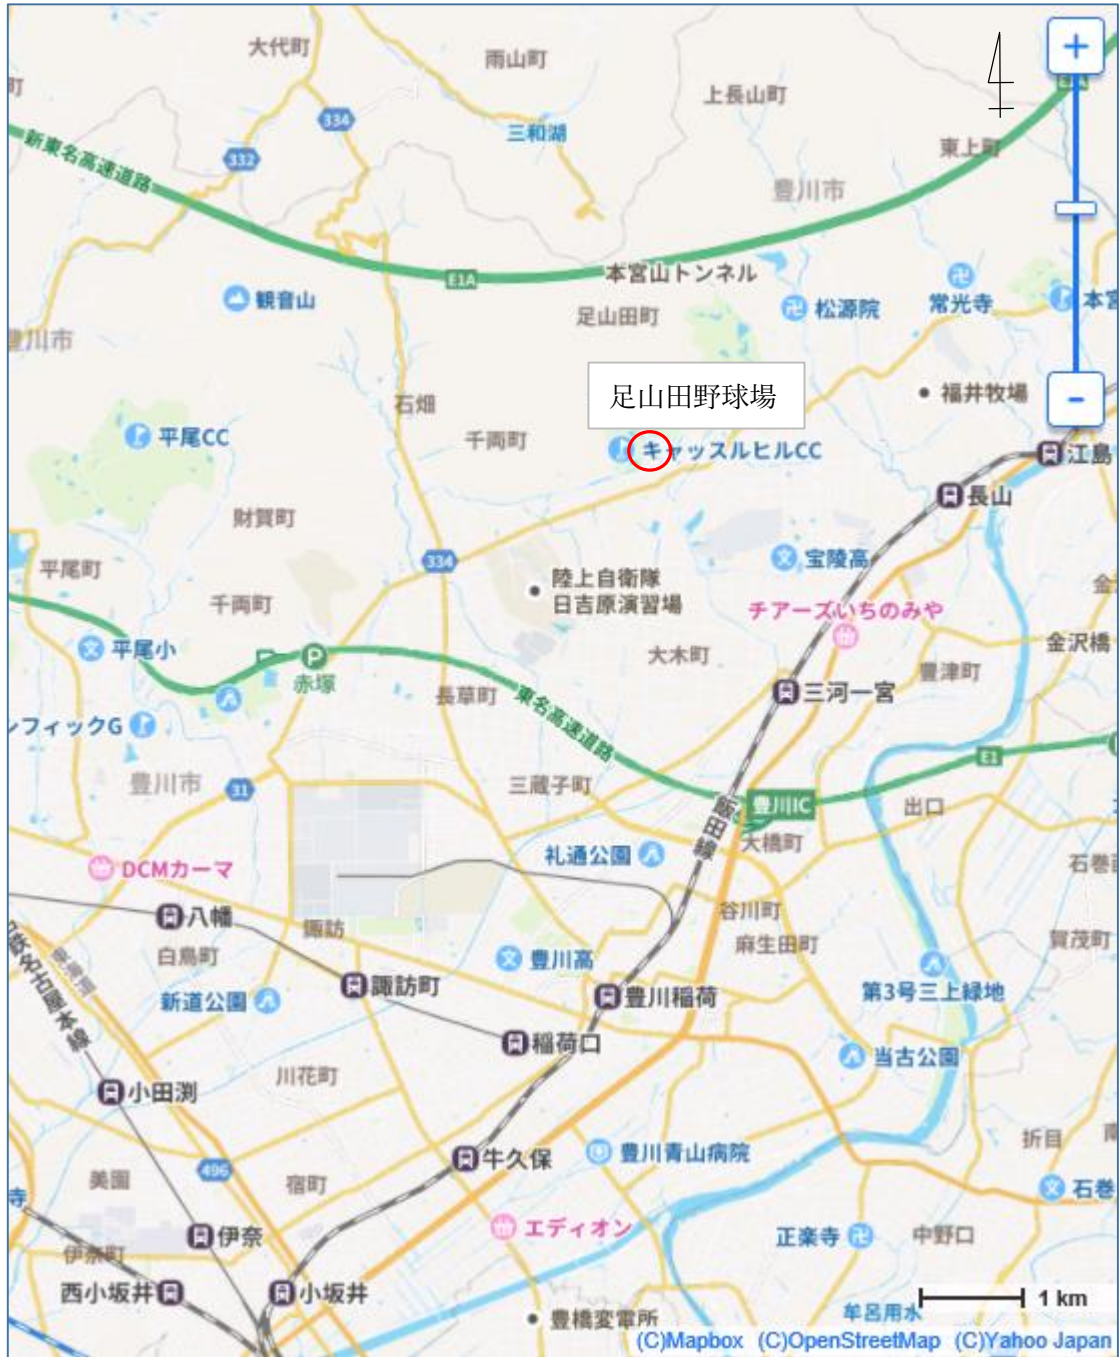 大代町
雨山町
上長山町
町
334
三和湖
E1A
東上町
332
新東名高速道路
豊川市
本宮山トンネル
E1A
観音山
足山田町
松源院
常光寺
本宮
豊川市
足山田野球場
福井牧場
石畑
平尾CC
千両町
キャッスルヒルCC
江島
長山
財賀町
平尾町
334
陸上自衛隊
日吉原演習場
宝陵高
千両町
チアーズいちのみや
金
平尾小
P
赤塚
大木町
金沢橋
豊津町
長草町
東名高速道路
三河一宮
シフィックG
豊川市
31
三蔵子町
E1
豊川IC
出口
飯田線
大橋町
礼通公園
石巻
DCMカーマ
八幡
諏訪
谷川町
麻生田町
賀茂町
白鳥町
東海道
名鉄名古屋本線
豊川高
諏訪町
新道公園
豊川稲荷
第3号三上緑地
稲荷口
当古公園
川花町
小田渕
折目
南
牛久保
豊川青山病院
496
美園
宿町
石巻
寺
伊奈
エディオン
正楽寺
中野口
伊奈町
西小坂井
小坂井
1 km
豊橋変電所
牟呂用水
(C)Mapbox (C)OpenStreetMap (C)Yahoo Japan